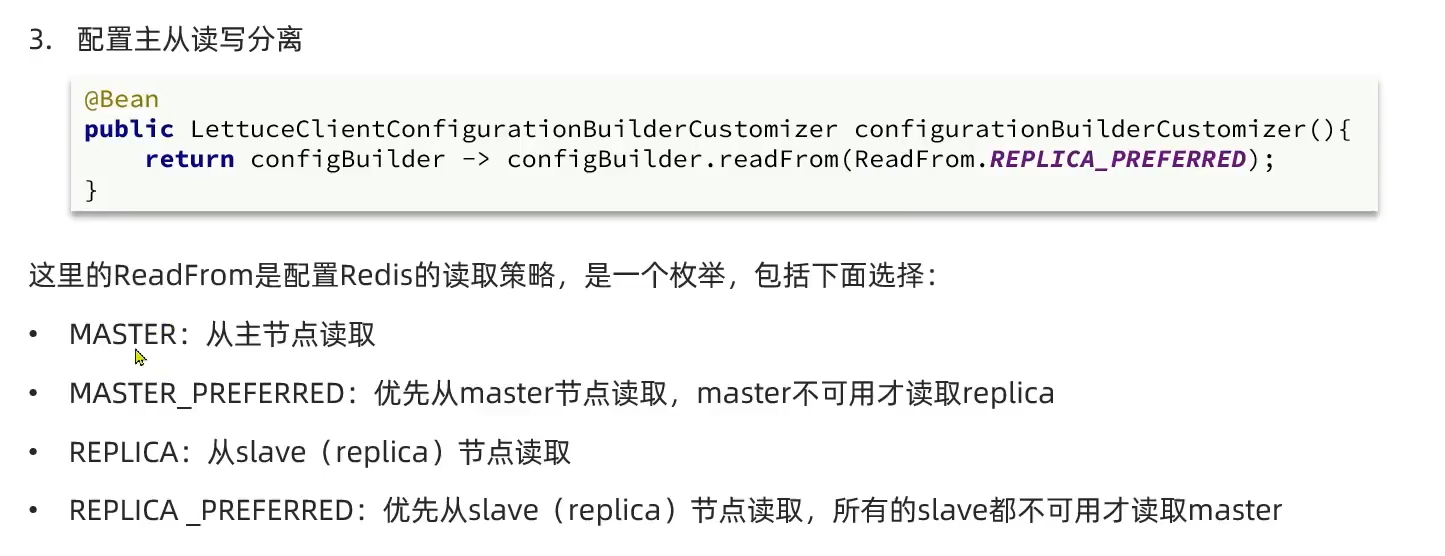 3. 配置主从读写分离
@Bean
public LettuceClientConfigurationBuilderCustomizer configurationBuilderCustomizer(){
    return configBuilder -> configBuilder.readFrom(ReadFrom.REPLICA_PREFERRED);
}
这里的ReadFrom是配置Redis的读取策略，是一个枚举，包括下面选择：
• MASTER：从主节点读取
• MASTER_PREFERRED：优先从master节点读取，master不可用才读取replica
• REPLICA：从slave（replica）节点读取
• REPLICA _PREFERRED：优先从slave（replica）节点读取，所有的slave都不可用才读取master